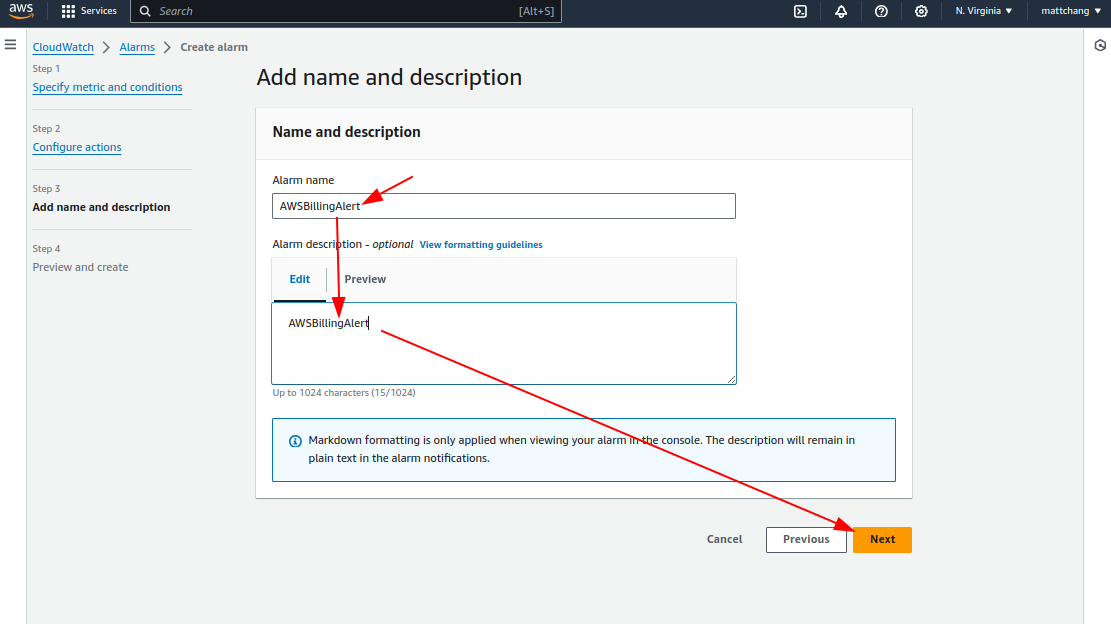 aws
Services
Search
[Alt+S]
N. Virginia
mattchang
CloudWatch
Alarms
Create alarm
Step 1
Specify metric and conditions
Step 2
Configure actions
Step 3
Add name and description
Step 4
Preview and create
Add name and description
Name and description
Alarm name
AWSBillingAlert
Alarm description - optional View formatting guidelines
Edit
Preview
AWSBillingAlert
Up to 1024 characters (15/1024)
Markdown formatting is only applied when viewing your alarm in the console. The description will remain in
plain text in the alarm notifications.
Cancel
Previous
Next